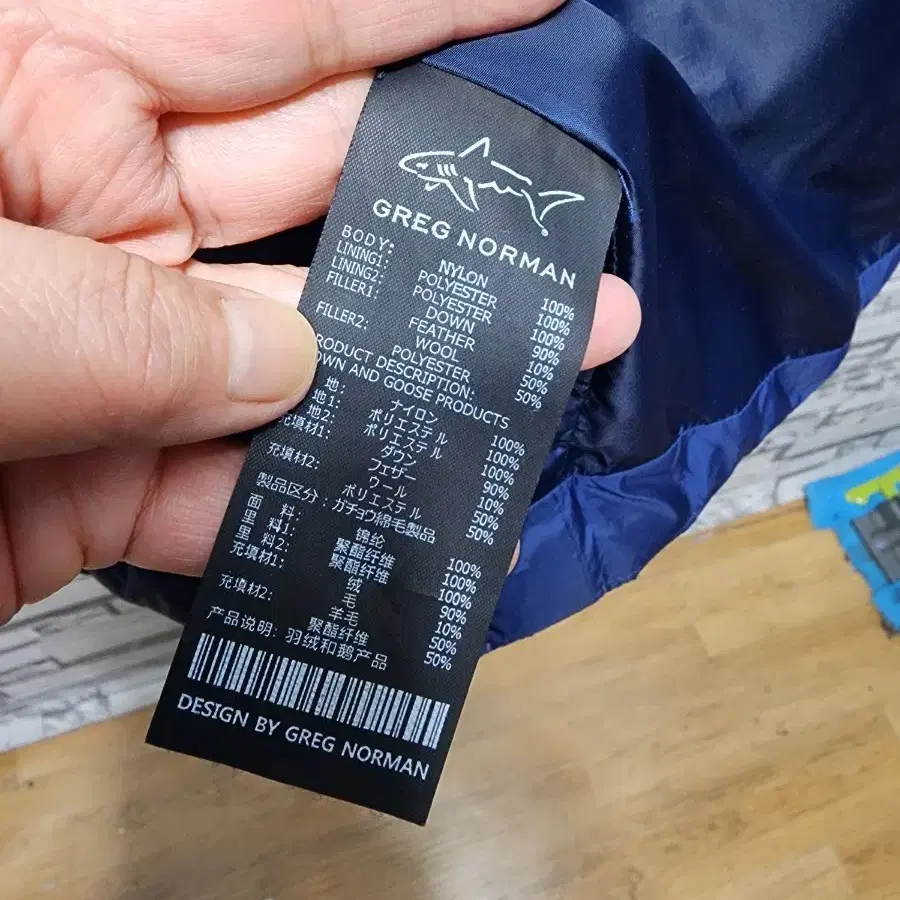 GREG NORMAN
BODY: NYLON 100%
LINING1: POLYESTER 100%
LINING2: POLYESTER 100%
FILLER1: DOWN 90%
FEATHER 10%
FILLER2: WOOL 50%
POLYESTER 50%
RODUCT DESCRIPTION:
OWN AND GOOSE PRODUCTS
地: ナイロン 100%
地1: ポリエステル 100%
地2: ポリエステル 100%
充填材1: ダウン 90%
フェザー 10%
充填材2: ウール 50%
ポリエステル 50%
製品区分: ガチョウ綿毛製品
面料: 锦纶 100%
里料1: 聚酯纤维 100%
里料2: 聚酯纤维 100%
充填材1: 绒 90%
毛 10%
充填材2: 羊毛 50%
聚酯纤维 50%
产品说明: 羽绒和鹅产品
DESIGN BY GREG NORMAN